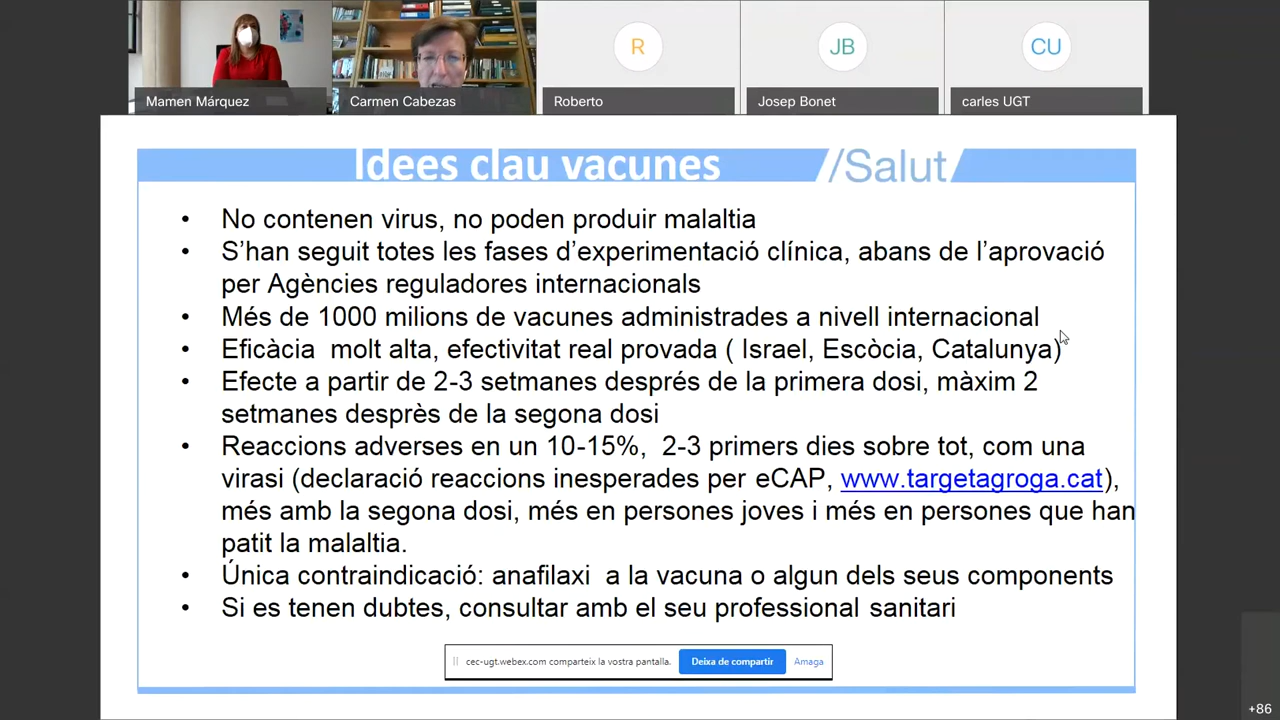 Mamen Márquez
Carmen Cabezas
R
Roberto
JB
Josep Bonet
CU
carles UGT
Idees clau vacunes
/Salut/
• No contenen virus, no poden produir malaltia
• S’han seguit totes les fases d’experimentació clínica, abans de l’aprovació
per Agències reguladores internacionals
• Més de 1000 milions de vacunes administrades a nivell internacional
• Eficàcia molt alta, efectivitat real provada ( Israel, Escòcia, Catalunya)
• Efecte a partir de 2-3 setmanes després de la primera dosi, màxim 2
setmanes desprès de la segona dosi
• Reaccions adverses en un 10-15%, 2-3 primers dies sobre tot, com una
virasi (declaració reaccions inesperades per eCAP, www.targetagroga.cat),
més amb la segona dosi, més en persones joves i més en persones que han
patit la malaltia.
• Única contraindicació: anafilaxi a la vacuna o algun dels seus components
• Si es tenen dubtes, consultar amb el seu professional sanitari
cec-ugt.webex.com comparteix la vostra pantalla.
Deixa de compartir
Amaga
+86